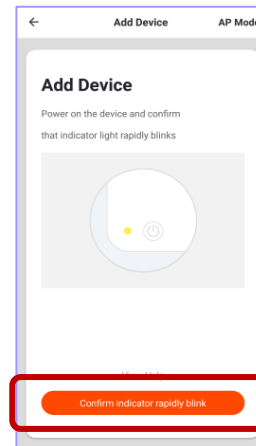 Add Device
AP Mode
Add Device
Power on the device and confirm
that indicator light rapidly blinks
Confirm indicator rapidly blink